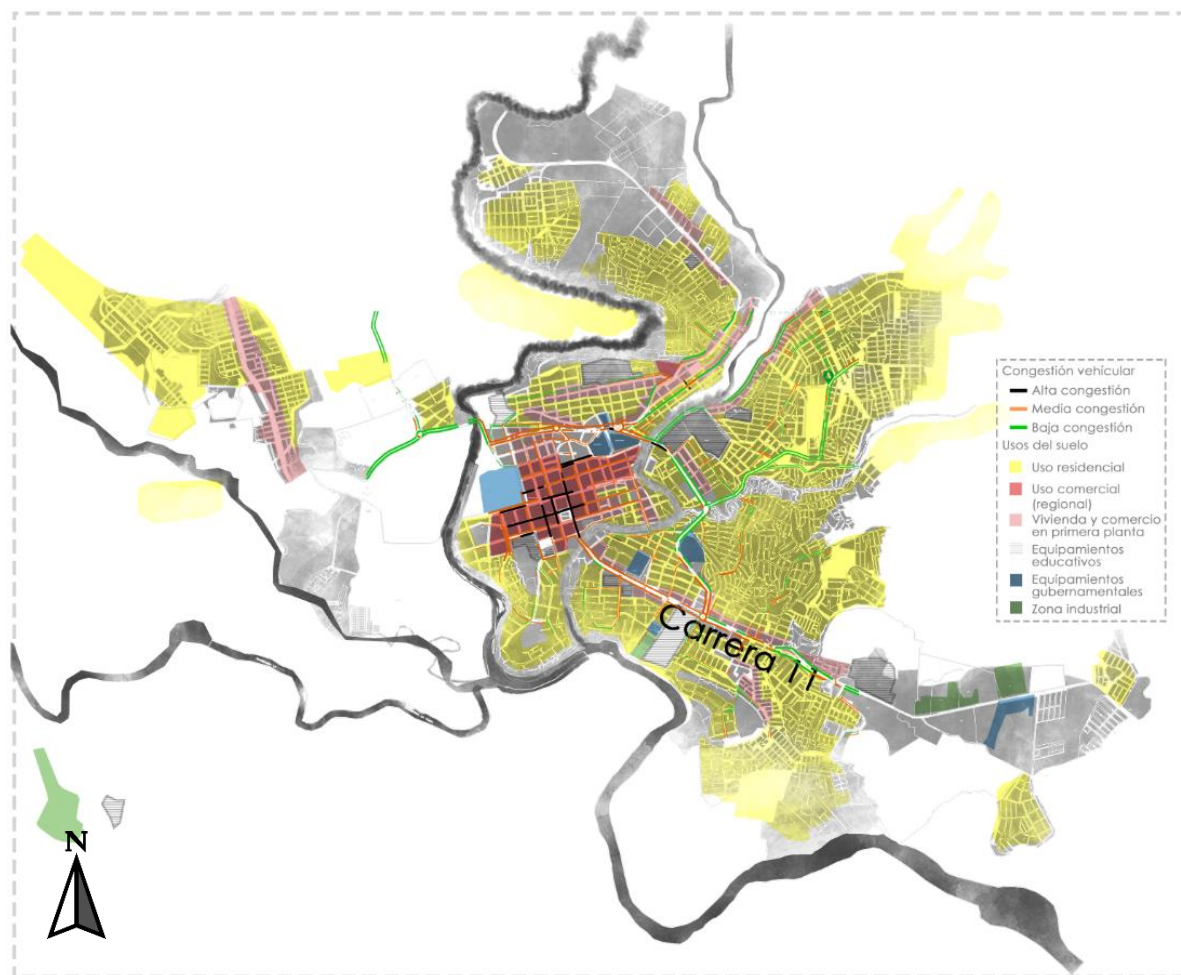 Congestión vehícular
Alta congestión
Media congestión
Baja congestión
Usos del suelo
Uso residencial
Uso comercial
(regional)
Vivienda y comercio
en primera planta
Equipamientos
educativos
Equipamientos
gubernamentales
Zona industrial
Carrera 11
N